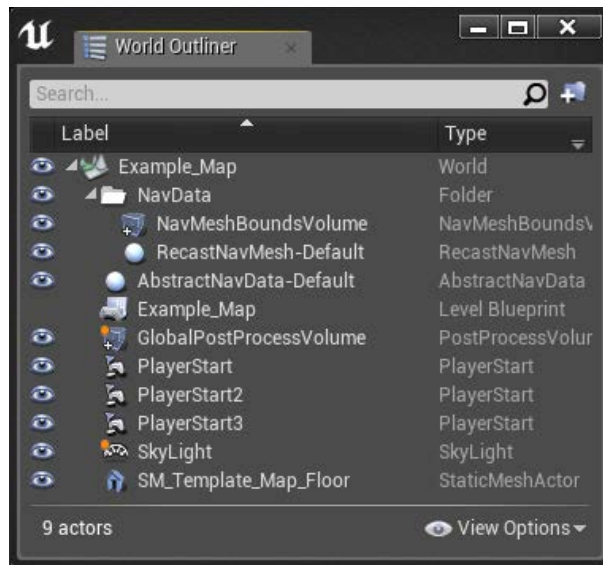 World Outliner
Search...
Label Type
Example_Map World
NavData Folder
NavMeshBoundsVolume NavMeshBoundsV
RecastNavMesh-Default RecastNavMesh
AbstractNavData-Default AbstractNavData
Example_Map Level Blueprint
GlobalPostProcessVolume PostProcessVolur
PlayerStart PlayerStart
PlayerStart2 PlayerStart
PlayerStart3 PlayerStart
SkyLight SkyLight
SM_Template_Map_Floor StaticMeshActor
9 actors View Options